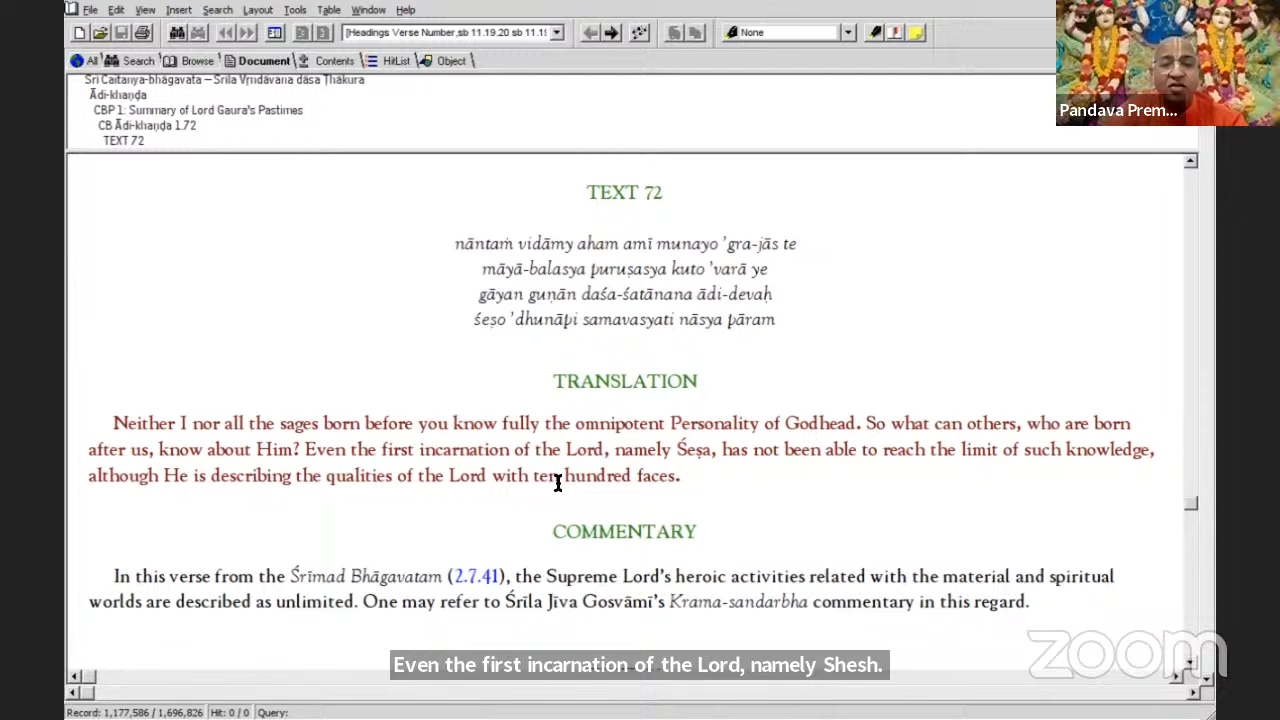 File Edit View Insert Search Layout Tools Table Window Help
[Headings Verse Number,sb 11.19.20 sb 11.1
None
All Search Browse Document Contents HitList Object
Śrī Caitanya-bhāgavata – Śrīla Vṛndāvana dāsa Ṭhākura
Ādi-khaṇḍa
CBP 1: Summary of Lord Gaura's Pastimes
CB Ādi-khaṇḍa 1.72
TEXT 72
Pandava Prem...
TEXT 72
nāntaṁ vidāmy aham amī munayo 'gra-jās te
māyā-balasya puruṣasya kuto 'varā ye
gāyan guṇān daśa-śatānana ādi-devaḥ
śeṣo 'dhunāpi samavasyati nāsya pāram
TRANSLATION
Neither I nor all the sages born before you know fully the omnipotent Personality of Godhead. So what can others, who are born
after us, know about Him? Even the first incarnation of the Lord, namely Śeṣa, has not been able to reach the limit of such knowledge,
although He is describing the qualities of the Lord with ten hundred faces.
COMMENTARY
In this verse from the Śrīmad Bhāgavatam (2.7.41), the Supreme Lord's heroic activities related with the material and spiritual
worlds are described as unlimited. One may refer to Śrīla Jīva Gosvāmī's Krama-sandarbha commentary in this regard.
zoom
Even the first incarnation of the Lord, namely Shesh.
Record: 1,177,586 / 1,696,826 Hit: 0 / 0 Query: